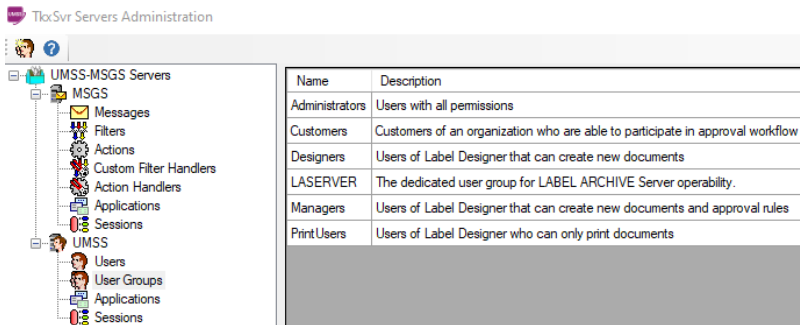 UMSS
TkxSvr Servers Administration
UMSS-MSGS Servers
MSGS
Messages
Filters
Actions
Custom Filter Handlers
Action Handlers
Applications
Sessions
UMSS
Users
User Groups
Applications
Sessions
Name Description
Administrators Users with all permissions
Customers Customers of an organization who are able to participate in approval workflow
Designers Users of Label Designer that can create new documents
LASERVER The dedicated user group for LABEL ARCHIVE Server operability.
Managers Users of Label Designer that can create new documents and approval rules
PrintUsers Users of Label Designer who can only print documents